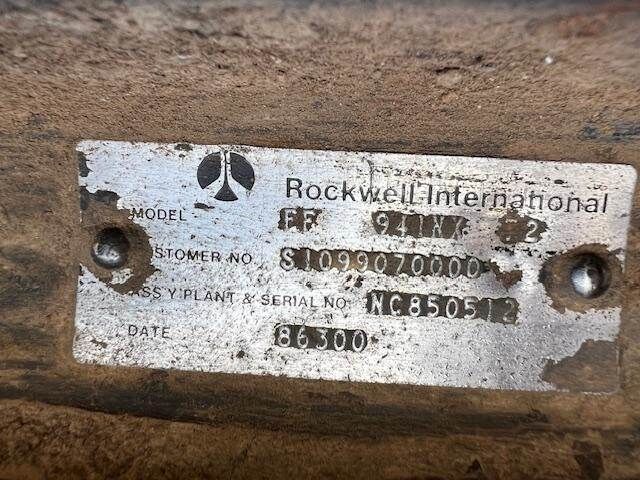 Rockwell International
MODEL FF 941NX 2
STOMER NO. S1099070000
ASS'Y PLANT & SERIAL NO. NC850512
DATE 86300